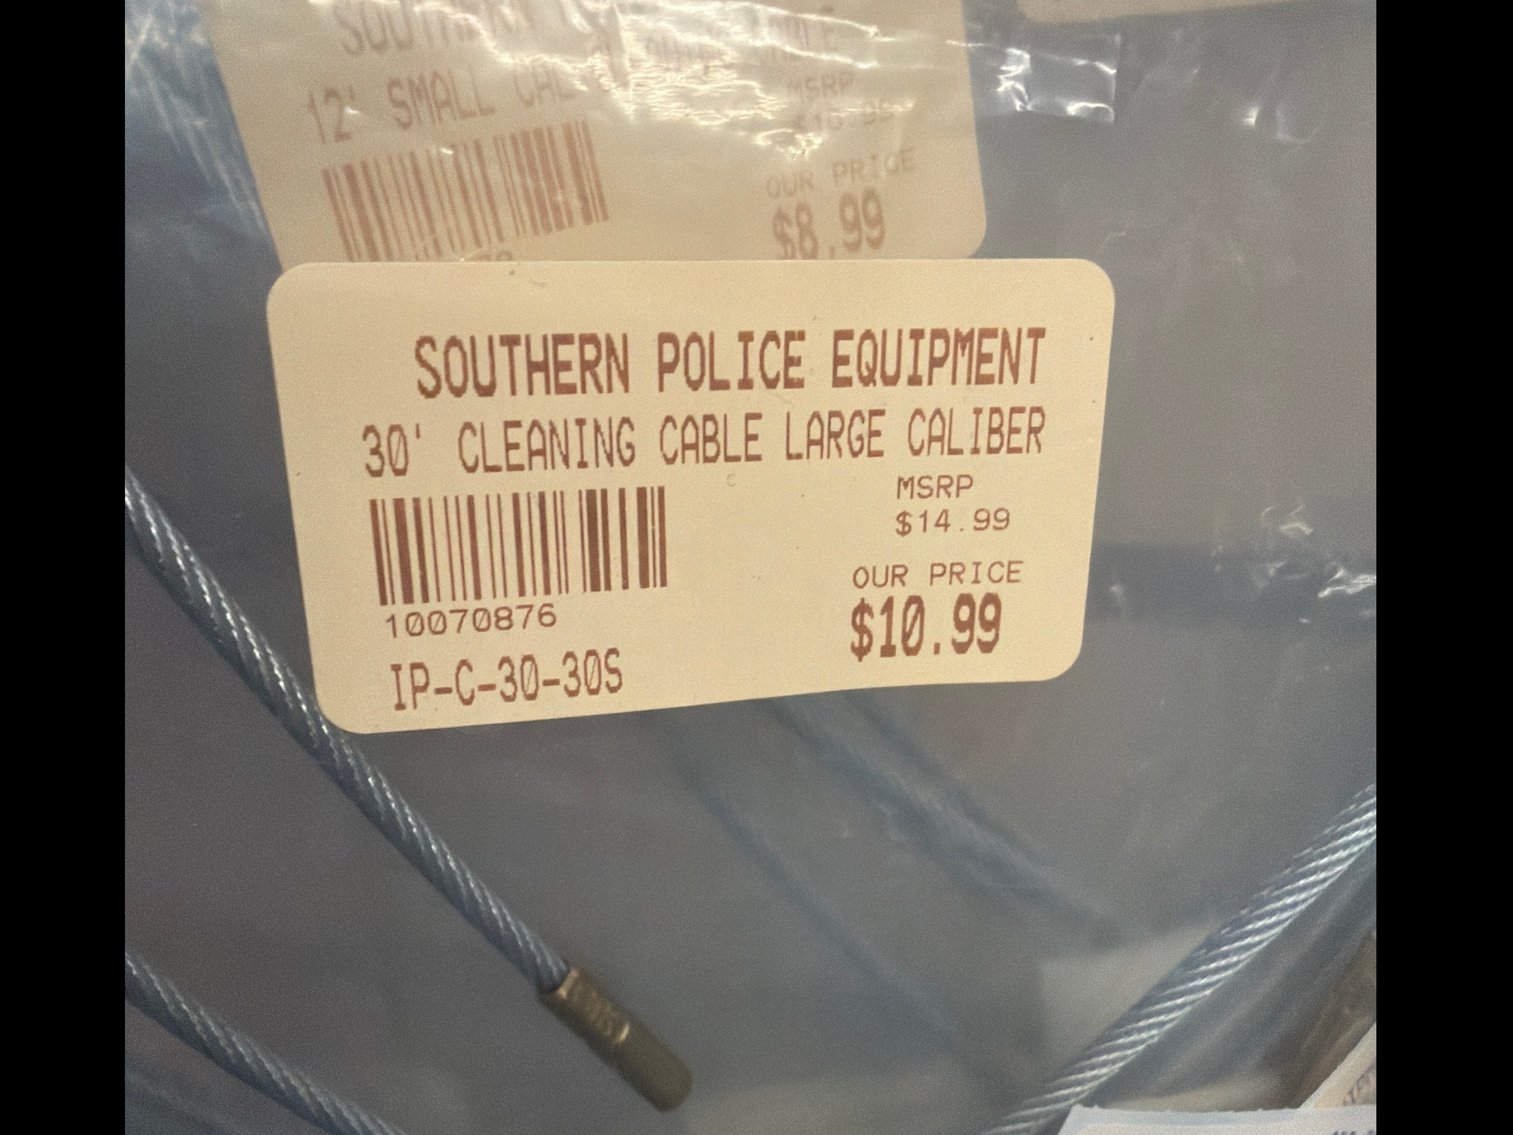 SOUTHERN
12' SMALL
MSRP
OUR PRICE
$8.99
SOUTHERN POLICE EQUIPMENT
30' CLEANING CABLE LARGE CALIBER
MSRP
$14.99
OUR PRICE
$10.99
10070876
IP-C-30-30S